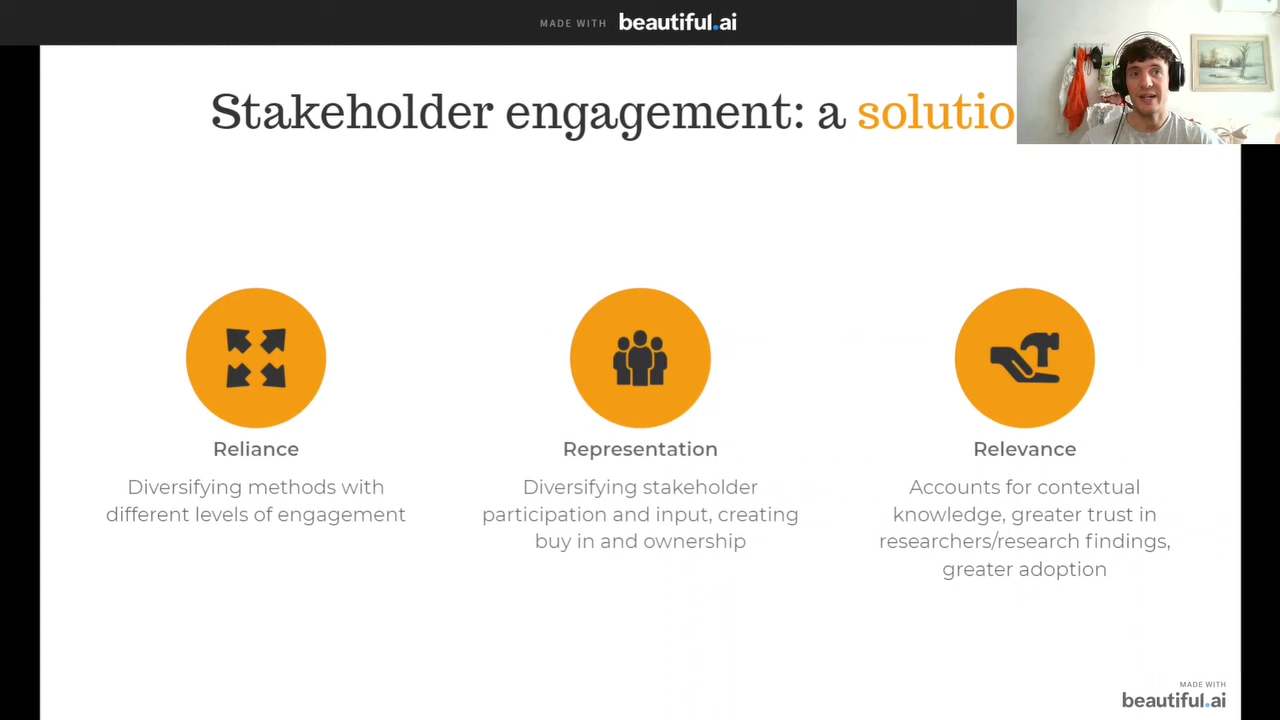 MADE WITH beautiful.ai
Stakeholder engagement: a
Reliance
Diversifying methods with
different levels of engagement
Representation
Diversifying stakeholder
participation and input, creating
buy in and ownership
Relevance
Accounts for contextual
knowledge, greater trust in
researchers/research findings,
greater adoption
MADE WITH
beautiful.ai